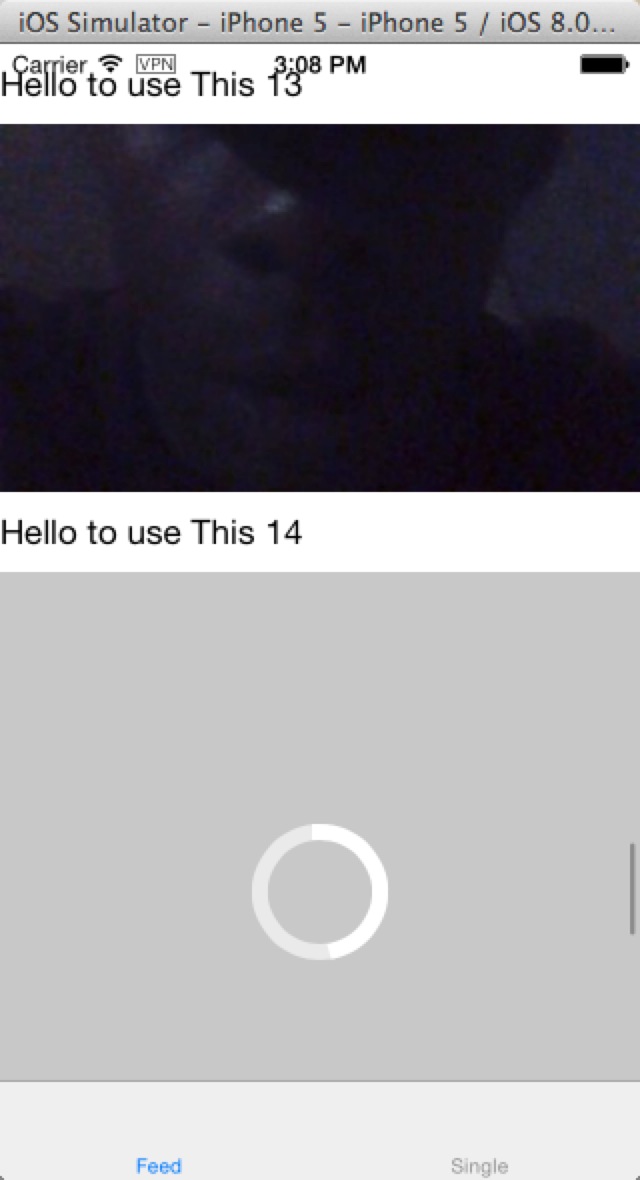 iOS Simulator – iPhone 5 – iPhone 5 / iOS 8.0...
Carrier VPN 3:08 PM
Hello to use This 13
Hello to use This 14
Feed Single